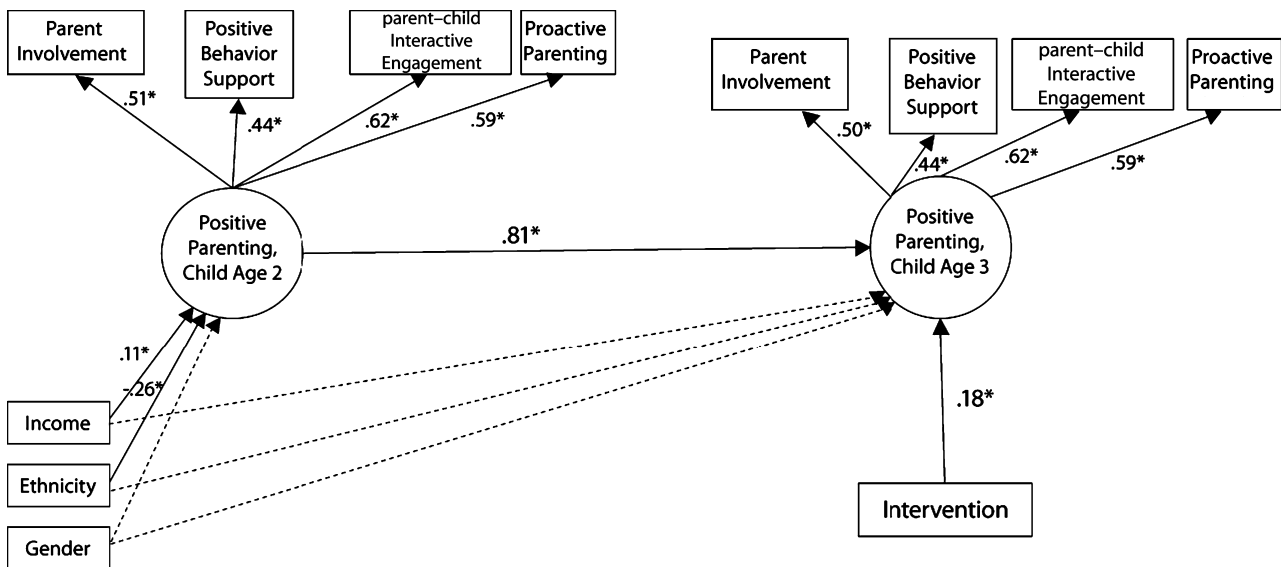 Parent
Involvement
Positive
Behavior
Support
parent–child
Interactive
Engagement
Proactive
Parenting
Parent
Involvement
Positive
Behavior
Support
parent–child
Interactive
Engagement
Proactive
Parenting
.51*
.44*
.62*
.59*
.50*
.44*
.62*
.59*
Positive
Parenting,
Child Age 2
.81*
Positive
Parenting,
Child Age 3
.11*
-.26*
.18*
Income
Ethnicity
Gender
Intervention